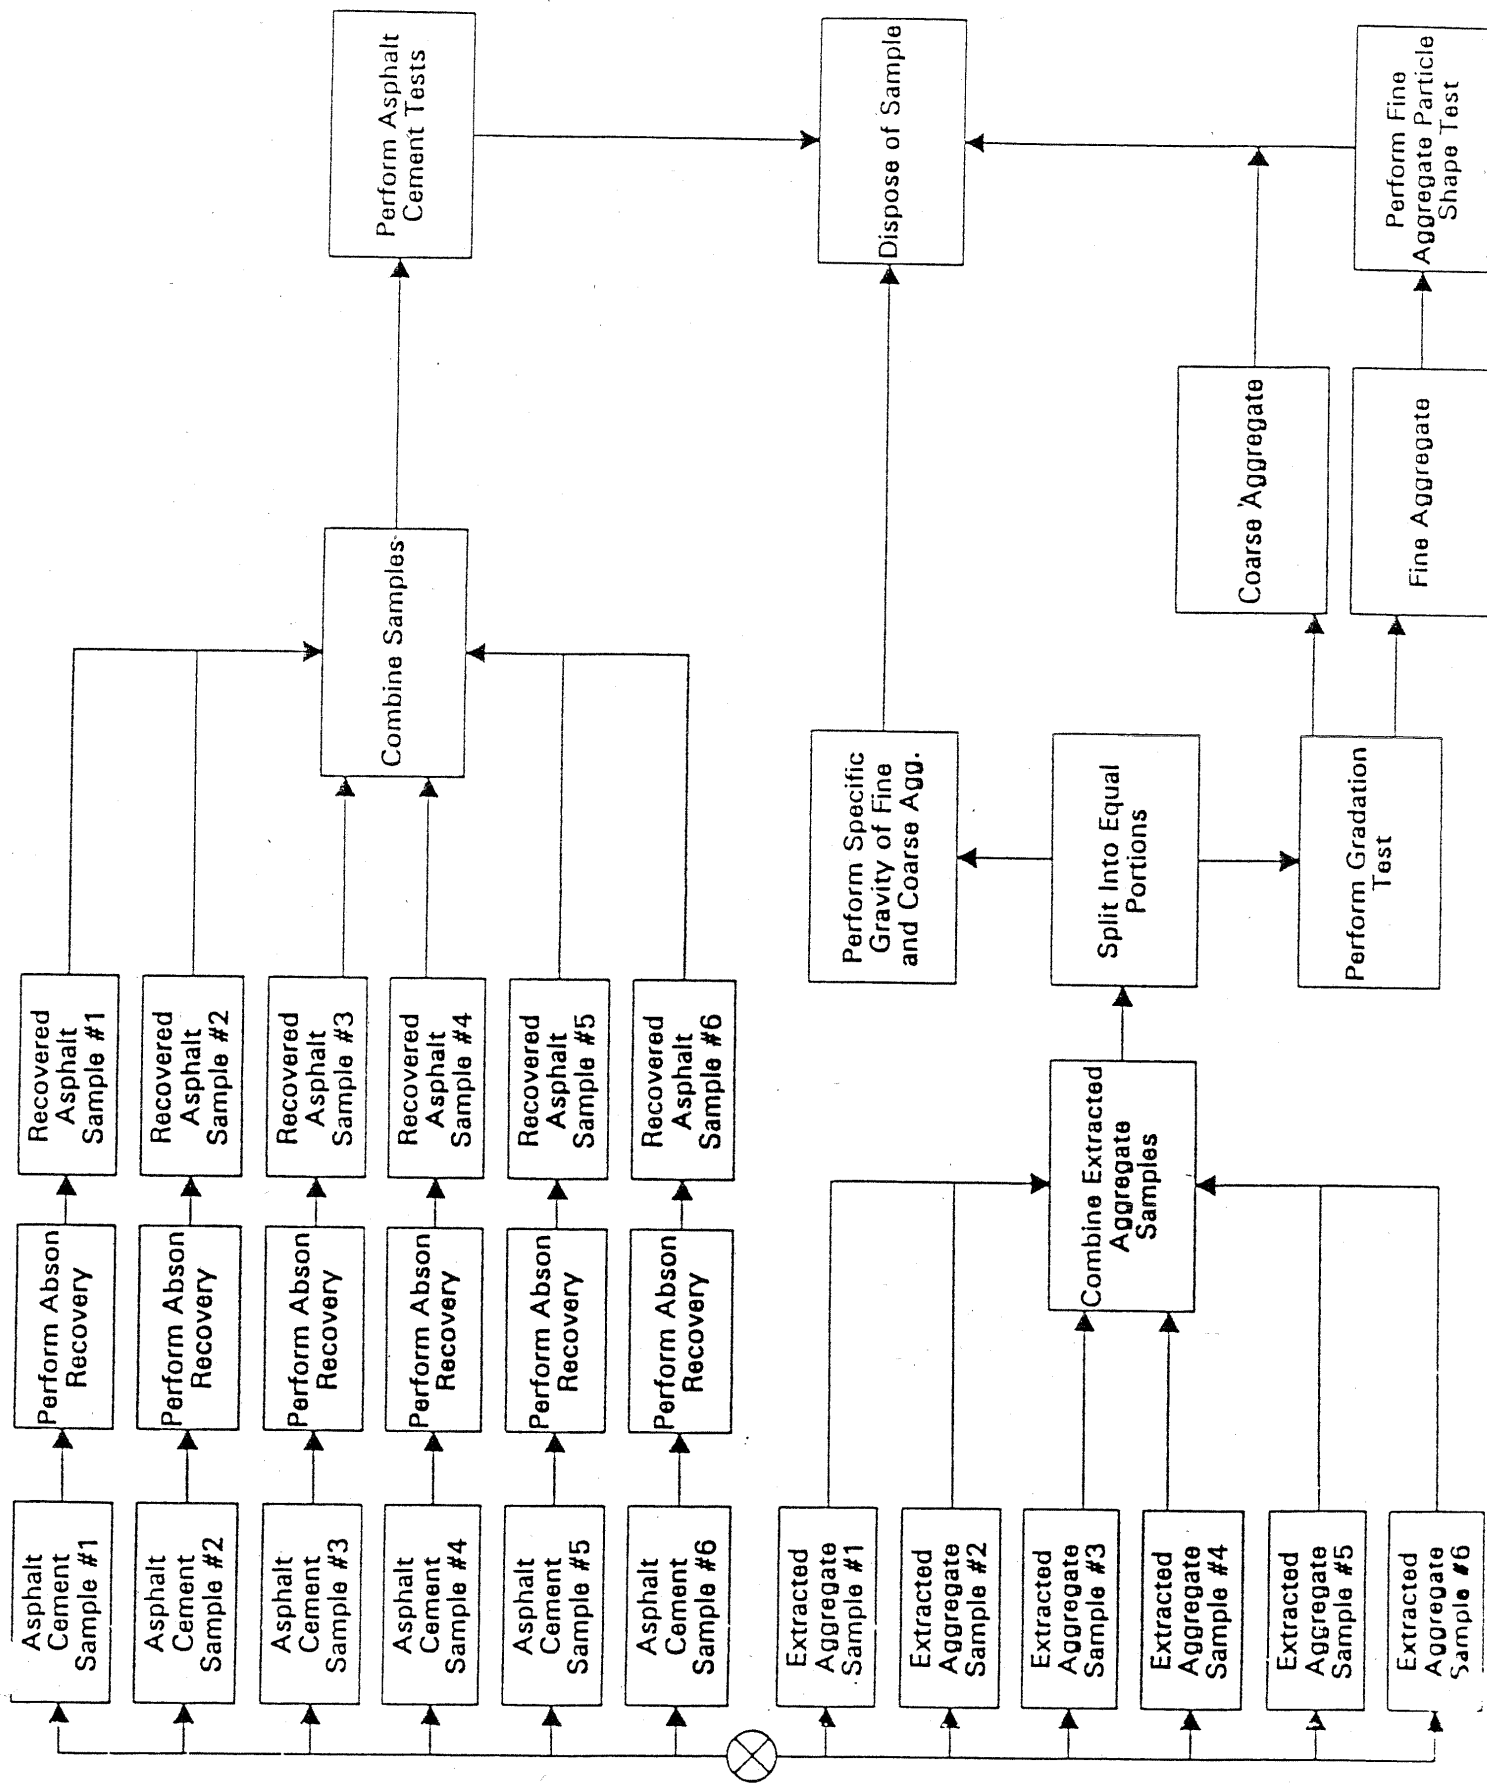 Asphalt
Cement
Sample #1
Perform Abson
Recovery
Recovered
Asphalt
Sample #1
Asphalt
Cement
Sample #2
Perform Abson
Recovery
Recovered
Asphalt
Sample #2
Asphalt
Cement
Sample #3
Perform Abson
Recovery
Recovered
Asphalt
Sample #3
Asphalt
Cement
Sample #4
Perform Abson
Recovery
Recovered
Asphalt
Sample #4
Asphalt
Cement
Sample #5
Perform Abson
Recovery
Recovered
Asphalt
Sample #5
Asphalt
Cement
Sample #6
Perform Abson
Recovery
Recovered
Asphalt
Sample #6
Combine Samples
Perform Asphalt
Cement Tests
Extracted
Aggregate
Sample #1
Extracted
Aggregate
Sample #2
Extracted
Aggregate
Sample #3
Extracted
Aggregate
Sample #4
Extracted
Aggregate
Sample #5
Extracted
Aggregate
Sample #6
Combine Extracted
Aggregate
Samples
Split Into Equal
Portions
Perform Specific
Gravity of Fine
and Coarse Agg.
Perform Gradation
Test
Coarse Aggregate
Fine Aggregate
Perform Fine
Aggregate Particle
Shape Test
Dispose of Sample